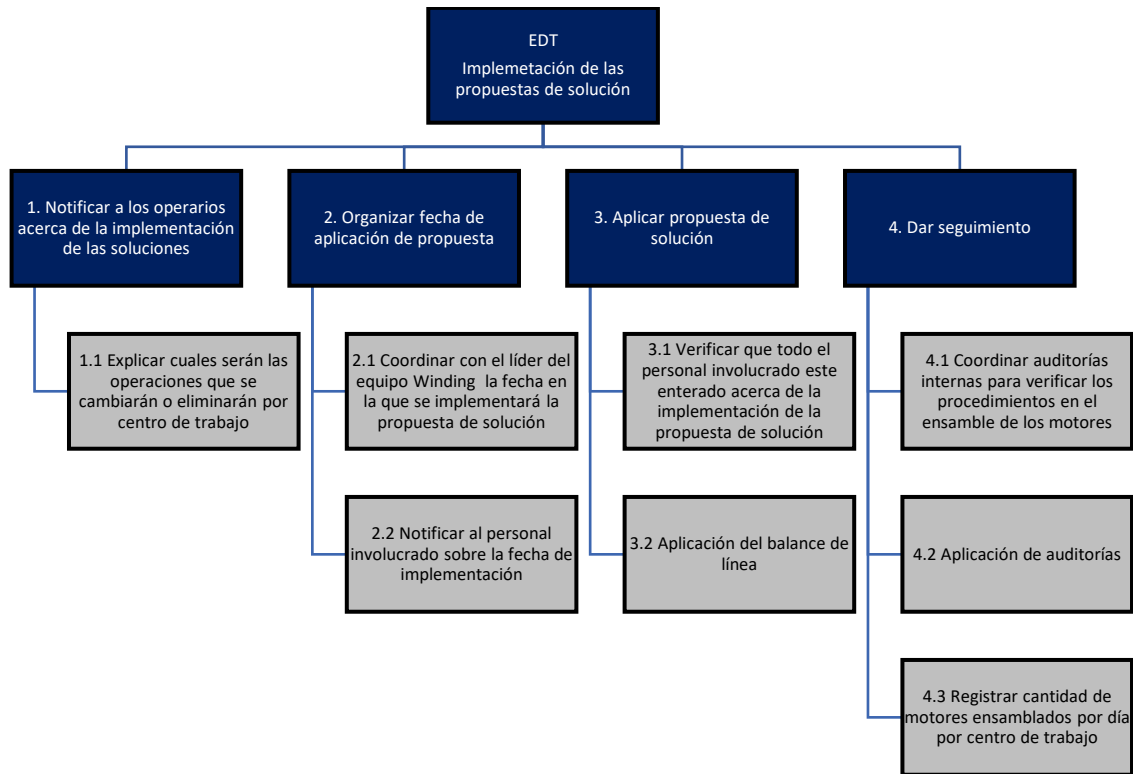 EDT
Implemetación de las
propuestas de solución
1. Notificar a los operarios
acerca de la implementación
de las soluciones
2. Organizar fecha de
aplicación de propuesta
3. Aplicar propuesta de
solución
4. Dar seguimiento
1.1 Explicar cuales serán las
operaciones que se
cambiarán o eliminarán por
centro de trabajo
2.1 Coordinar con el líder del
equipo Winding la fecha en
la que se implementará la
propuesta de solución
3.1 Verificar que todo el
personal involucrado este
enterado acerca de la
implementación de la
propuesta de solución
4.1 Coordinar auditorías
internas para verificar los
procedimientos en el
ensamble de los motores
2.2 Notificar al personal
involucrado sobre la fecha de
implementación
3.2 Aplicación del balance de
línea
4.2 Aplicación de auditorías
4.3 Registrar cantidad de
motores ensamblados por día
por centro de trabajo